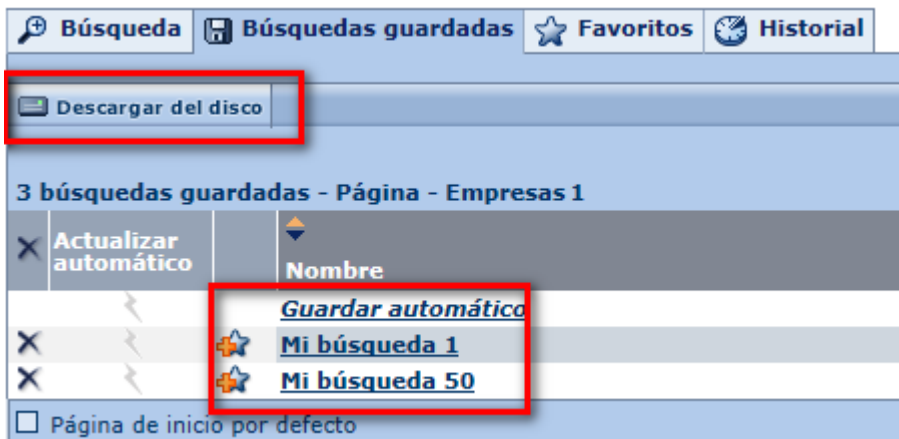 Búsqueda Búsquedas guardadas Favoritos Historial
Descargar del disco
3 búsquedas guardadas - Página - Empresas 1
Actualizar
automático
Nombre
Guardar automático
Mi búsqueda 1
Mi búsqueda 50
Página de inicio por defecto